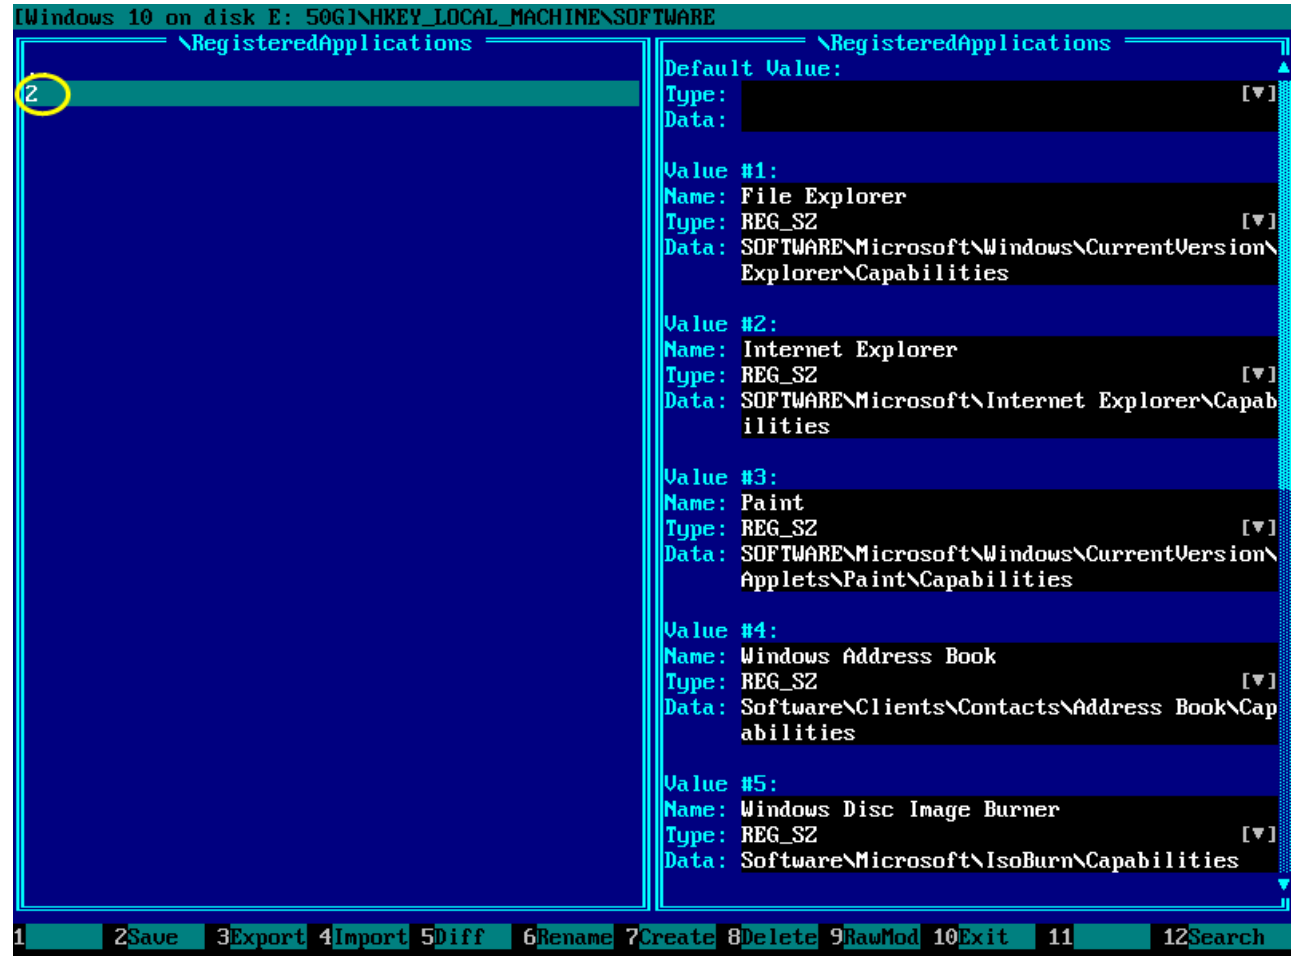 [Windows 10 on disk E: 50G]\HKEY_LOCAL_MACHINE\SOFTWARE
\RegisteredApplications
..
2
\RegisteredApplications
Default Value:
Type: [▼]
Data:
Value #1:
Name: File Explorer
Type: REG_SZ [▼]
Data: SOFTWARE\Microsoft\Windows\CurrentVersion\
Explorer\Capabilities
Value #2:
Name: Internet Explorer
Type: REG_SZ [▼]
Data: SOFTWARE\Microsoft\Internet Explorer\Capab
ilities
Value #3:
Name: Paint
Type: REG_SZ [▼]
Data: SOFTWARE\Microsoft\Windows\CurrentVersion\
Applets\Paint\Capabilities
Value #4:
Name: Windows Address Book
Type: REG_SZ [▼]
Data: Software\Clients\Contacts\Address Book\Cap
abilities
Value #5:
Name: Windows Disc Image Burner
Type: REG_SZ [▼]
Data: Software\Microsoft\IsoBurn\Capabilities
1 2Save 3Export 4Import 5Diff 6Rename 7Create 8Delete 9RawMod 10Exit 11 12Search